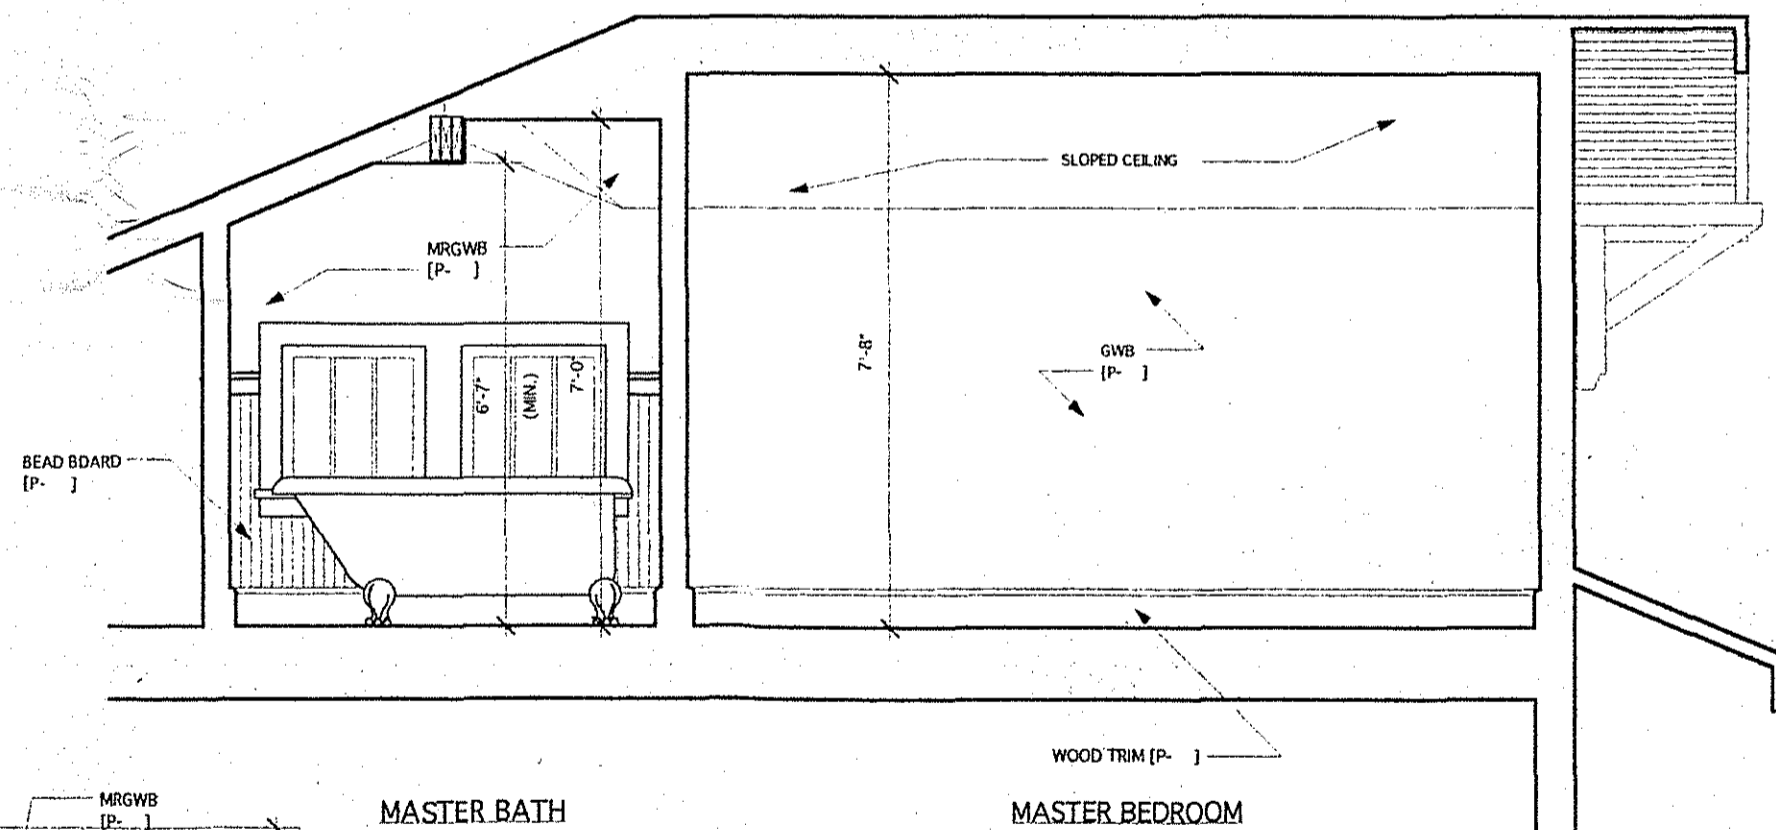 SLOPED CEILING
MRGWB
[P- ]
7'-8"
GWB
[P- ]
6'-7"
(MIN.)
7'-0"
BEAD BOARD
[P- ]
WOOD TRIM [P- ]
MRGWB
[P- ]
MASTER BATH
MASTER BEDROOM